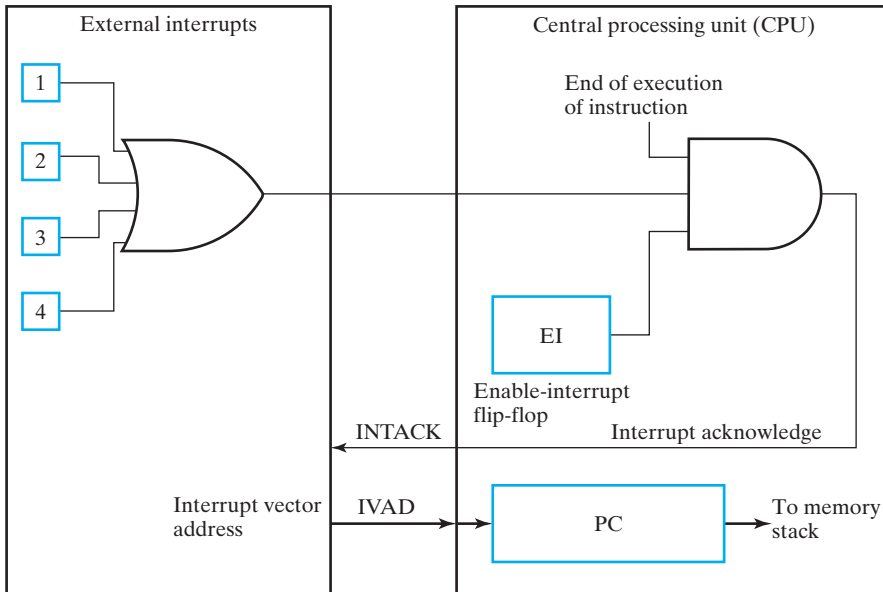 External interrupts
1
2
3
4
Central processing unit (CPU)
End of execution
of instruction
EI
Enable-interrupt
flip-flop
INTACK
Interrupt acknowledge
Interrupt vector
address
IVAD
PC
To memory
stack